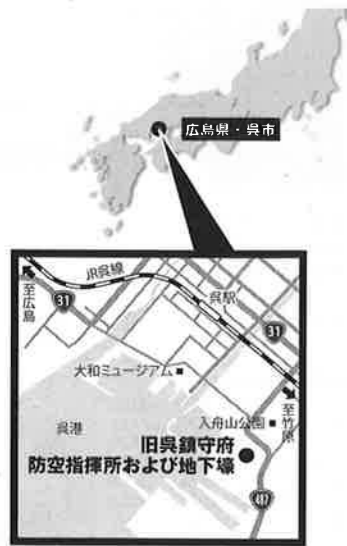 広島県・呉市
JR呉線
至広島
31
呉駅
31
大和ミュージアム
至竹原
入舟山公園
呉港
旧呉鎮守府
防空指揮所および地下壕
487